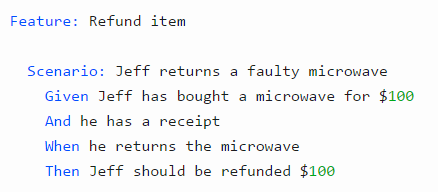 Feature: Refund item
Scenario: Jeff returns a faulty microwave
Given Jeff has bought a microwave for $100
And he has a receipt
When he returns the microwave
Then Jeff should be refunded $100